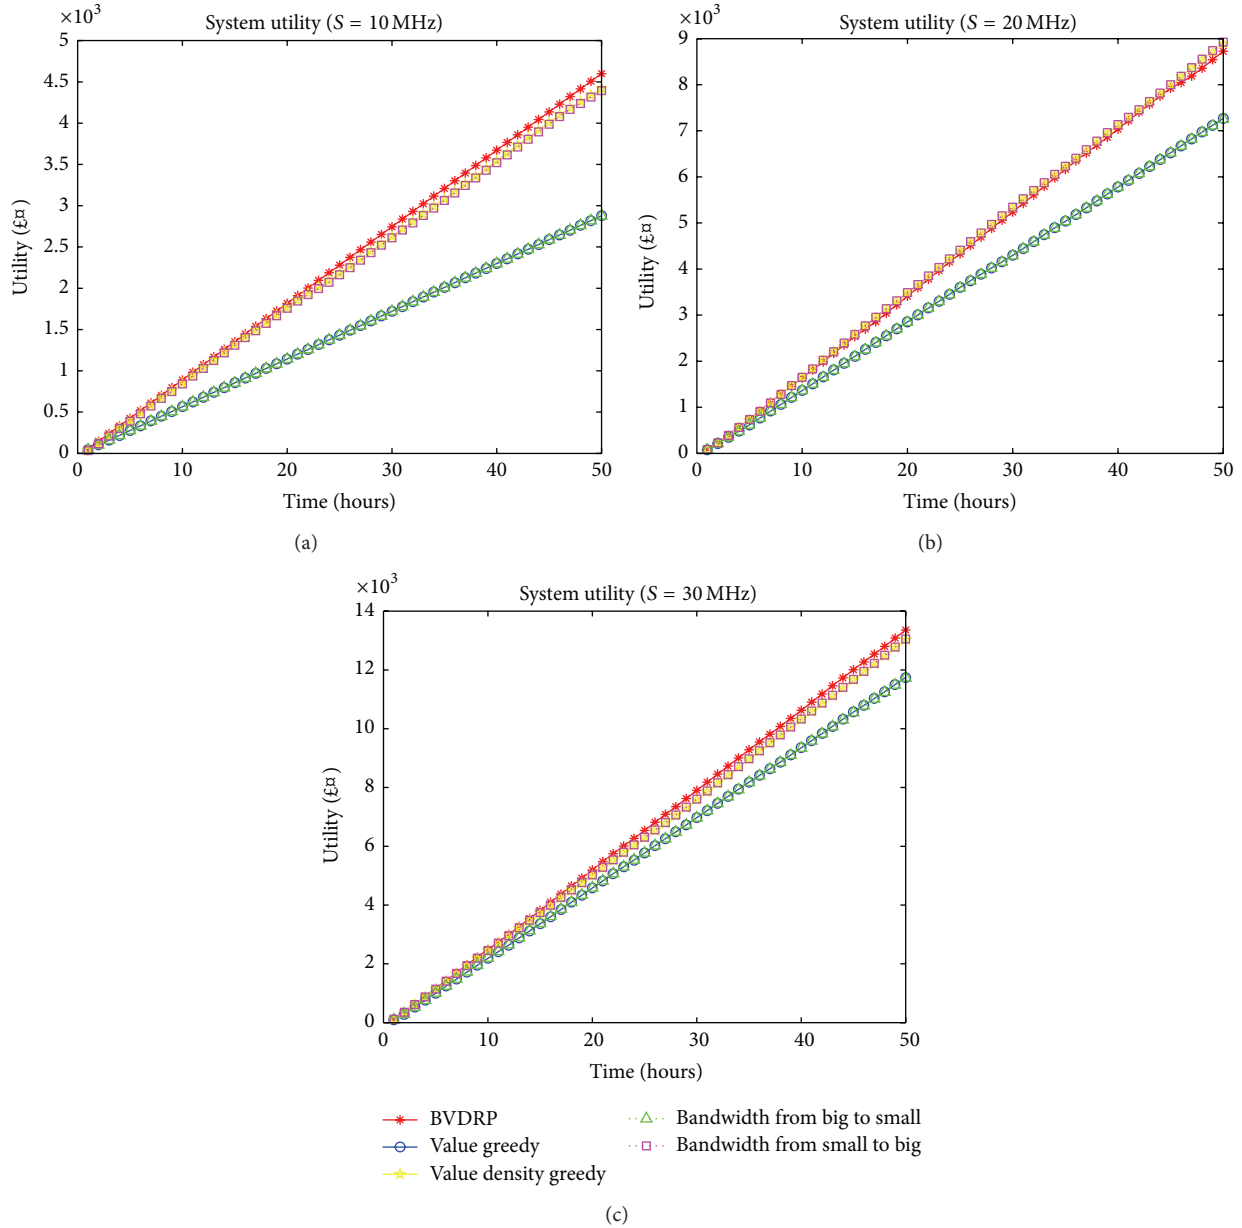 ×10³
System utility (S = 10 MHz)
5
4.5
4
3.5
3
2.5
2
1.5
1
0.5
0
Utility (£¤)
0 10 20 30 40 50
Time (hours)
(a)
×10³
System utility (S = 20 MHz)
9
8
7
6
5
4
3
2
1
0
Utility (£¤)
0 10 20 30 40 50
Time (hours)
(b)
×10³
System utility (S = 30 MHz)
14
12
10
8
6
4
2
0
Utility (£¤)
0 10 20 30 40 50
Time (hours)
BVDRP
Value greedy
Value density greedy
Bandwidth from big to small
Bandwidth from small to big
(c)